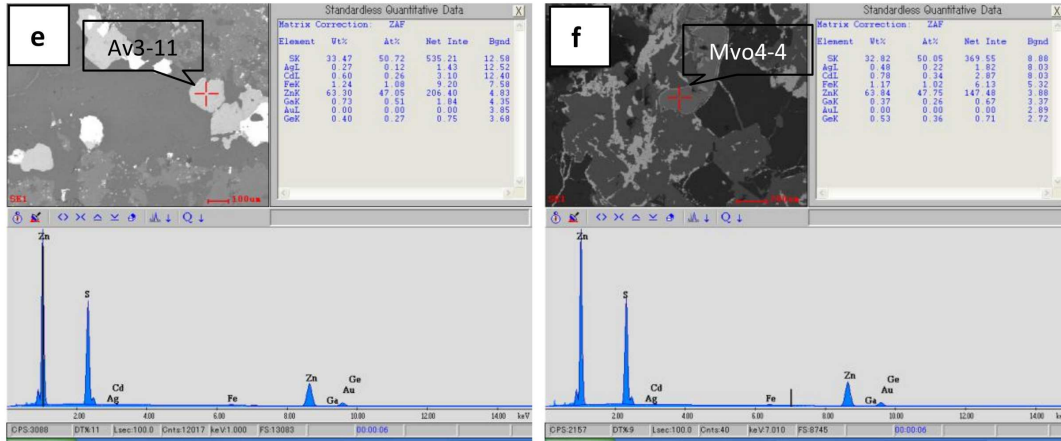 e
Av3-11
SK1
100um
Standardless Quantitative Data X
Matrix Correction: ZAF
Element Wt% At% Net Inte Bgnd
SK 33.47 50.72 535.21 12.58
AgL 0.27 0.12 1.43 12.52
CdL 0.60 0.26 3.10 12.40
FeK 1.24 1.08 9.20 7.58
ZnK 63.30 47.05 206.40 4.83
GaK 0.73 0.51 1.84 4.35
AuL 0.00 0.00 0.00 3.85
GeK 0.40 0.27 0.75 3.68
Q
Zn
S
Cd
Ag
Fe
Zn
Ga
Au
Ge
2.00 4.00 6.00 8.00 10.00 12.00 14.00 keV
CPS:3088 DT%:11 Lsec:100.0 Cnts:12017 keV:1.000 FS:13083 00:00:06
f
Mvo4-4
Standardless Quantitative Data X
Matrix Correction: ZAF
Element Wt% At% Net Inte Bgnd
SK 32.82 50.05 369.55 8.88
AgL 0.48 0.22 1.82 8.03
CdL 0.78 0.34 2.87 8.03
FeK 1.17 1.02 6.13 5.32
ZnK 63.84 47.75 147.48 3.88
GaK 0.37 0.26 0.67 3.37
AuL 0.00 0.00 0.00 2.89
GeK 0.53 0.36 0.71 2.72
Q
Zn
S
Cd
Ag
Fe
Zn
Ga
Au
Ge
2.00 4.00 6.00 8.00 10.00 12.00 14.00
CPS:2157 DT%:9 Lsec:100.0 Cnts:40 keV:7.010 FS:8745 00:00:06